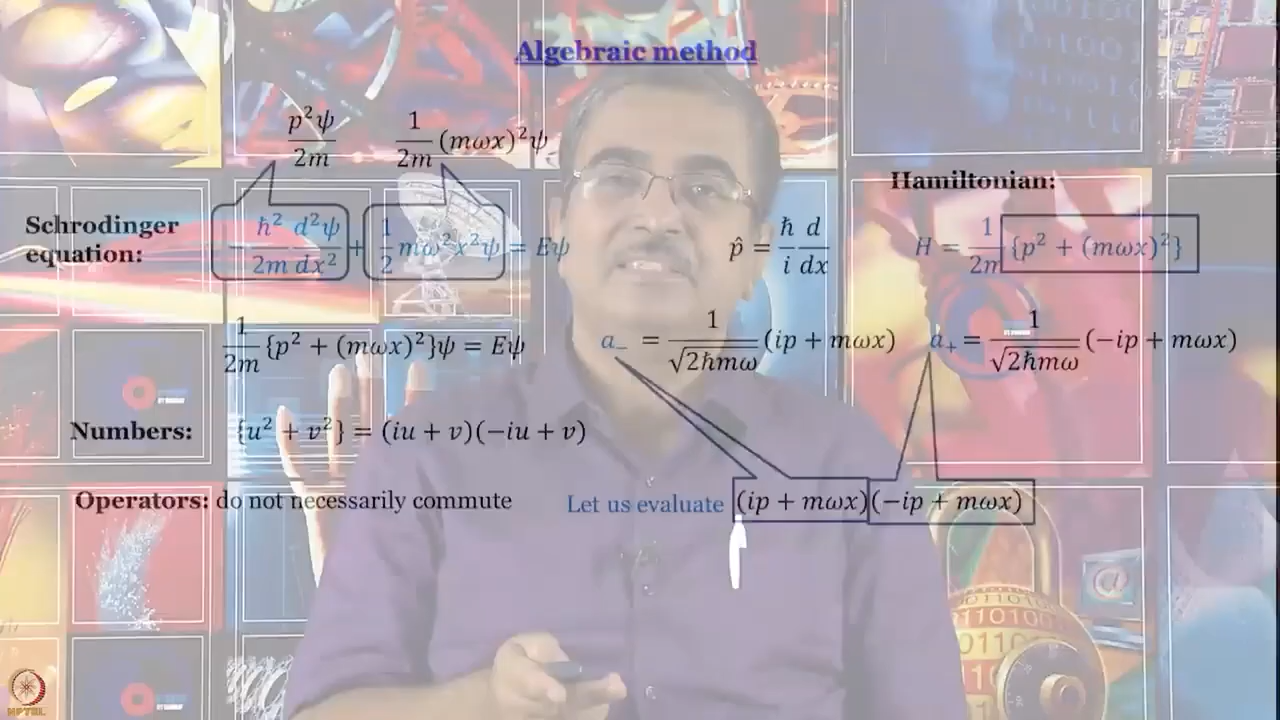 Algebraic method
p²ψ/2m
1/2m (mωx)²ψ
Hamiltonian:
Schrodinger equation:
− ħ²/2m d²ψ/dx² + 1/2 mω²x²ψ = Eψ
p̂ = ħ/i d/dx
H = 1/2m {p² + (mωx)²}
1/2m {p² + (mωx)²}ψ = Eψ
a₋ = 1/√2ħmω (ip + mωx)
a₊ = 1/√2ħmω (−ip + mωx)
Numbers: {u² + v²} = (iu + v)(−iu + v)
Operators: do not necessarily commute
Let us evaluate (ip + mωx)(−ip + mωx)
NPTEL